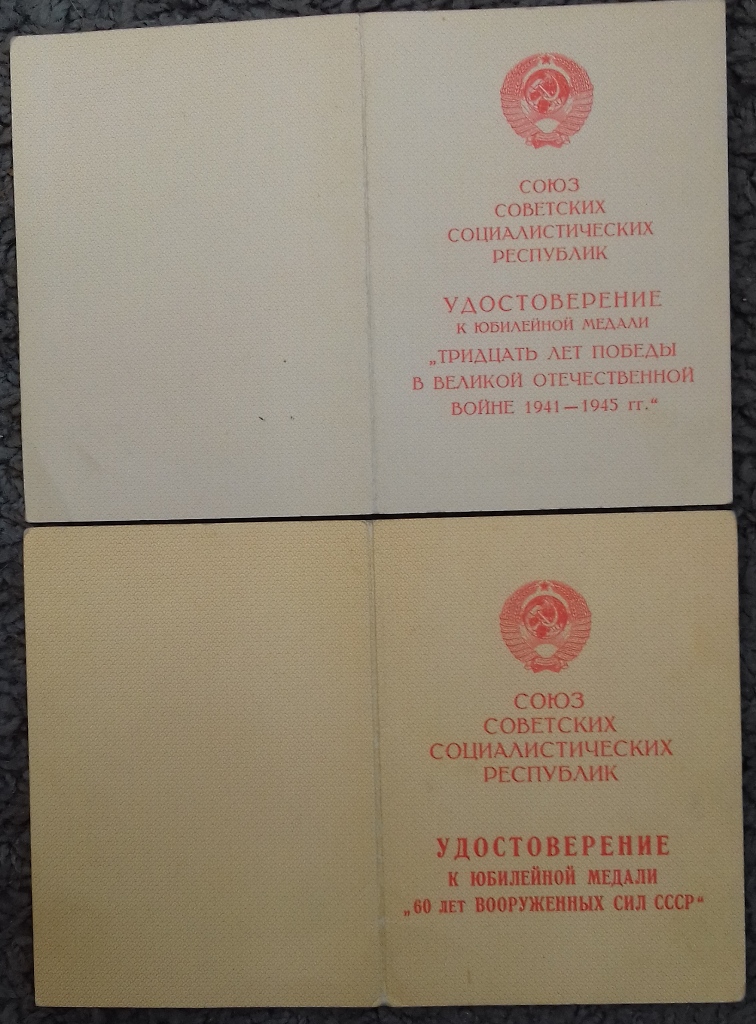 СОЮЗ
СОВЕТСКИХ
СОЦИАЛИСТИЧЕСКИХ
РЕСПУБЛИК
УДОСТОВЕРЕНИЕ
К ЮБИЛЕЙНОЙ МЕДАЛИ
„ТРИДЦАТЬ ЛЕТ ПОБЕДЫ
В ВЕЛИКОЙ ОТЕЧЕСТВЕННОЙ
ВОЙНЕ 1941—1945 гг.“
СОЮЗ
СОВЕТСКИХ
СОЦИАЛИСТИЧЕСКИХ
РЕСПУБЛИК
УДОСТОВЕРЕНИЕ
К ЮБИЛЕЙНОЙ МЕДАЛИ
„60 лет ВООРУЖЕННЫХ СИЛ СССР“